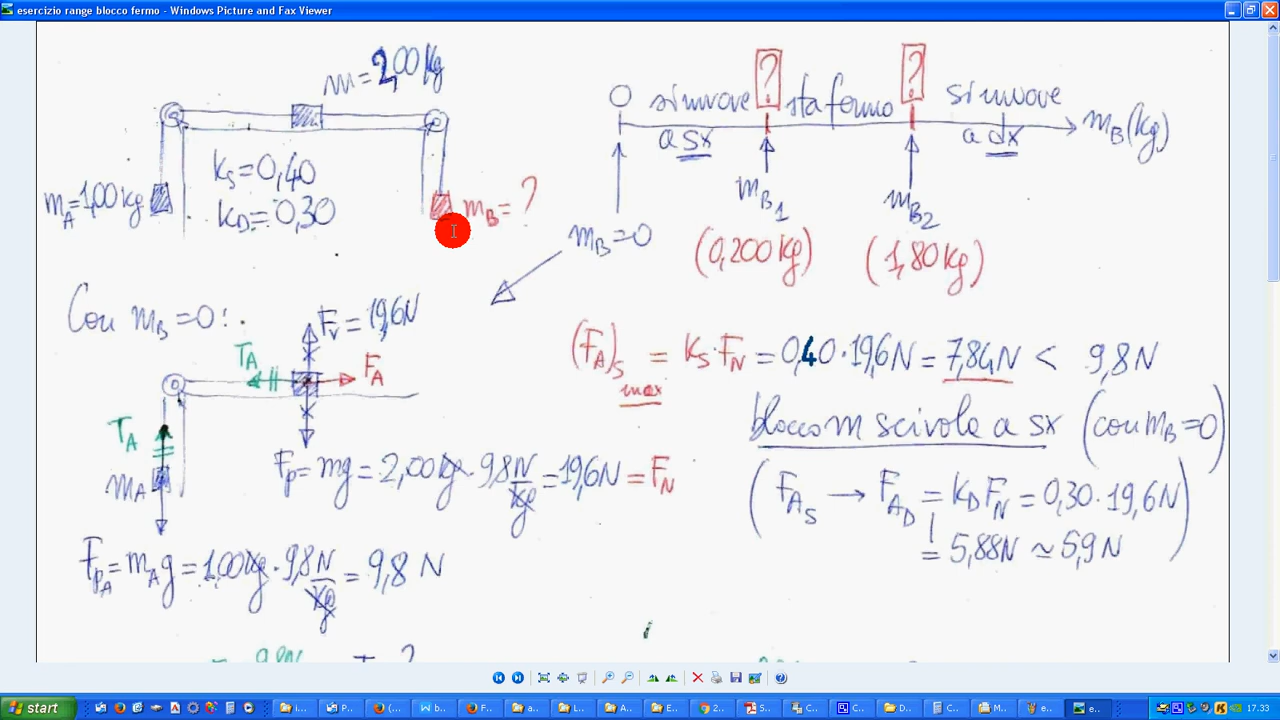 esercizio range blocco fermo - Windows Picture and Fax Viewer
m = 2,00 kg
mA = 1,00 kg
kS = 0,40
kD = 0,30
mB = ?
0 si muove ? sta fermo ? si muove
a sx a dx mB (kg)
mB1 mB2
mB = 0
(0,200 kg) (1,80 kg)
Con mB = 0:
Fv = 19,6 N
TA FA
TA
mA
(FA)S max = kS · FN = 0,40 · 19,6 N = 7,84 N < 9,8 N
blocco m scivola a sx (con mB = 0)
Fp = mg = 2,00 kg · 9,8 N/kg = 19,6 N = FN
(FAS → FAD = kD FN = 0,30 · 19,6 N
= 5,88 N ≃ 5,9 N)
FpA = mA g = 1,00 kg · 9,8 N/kg = 9,8 N
start
17.33